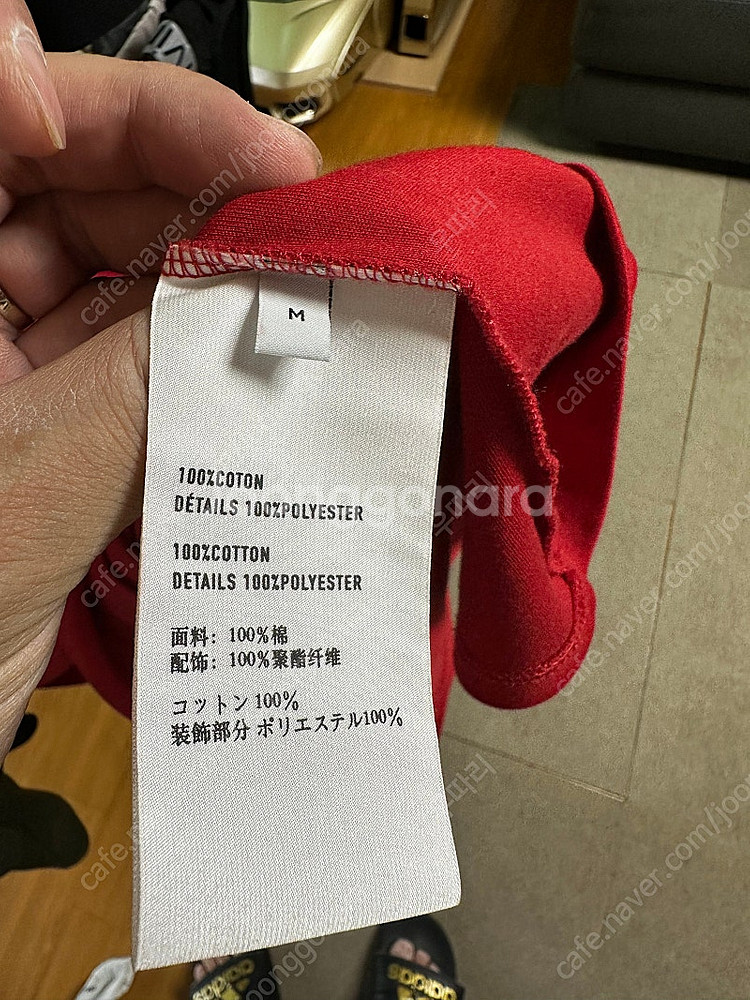 M
100%COTON
DÉTAILS 100%POLYESTER
100%COTTON
DETAILS 100%POLYESTER
面料: 100%棉
配饰: 100%聚酯纤维
コットン 100%
装飾部分 ポリエステル100%
adidas
adidas